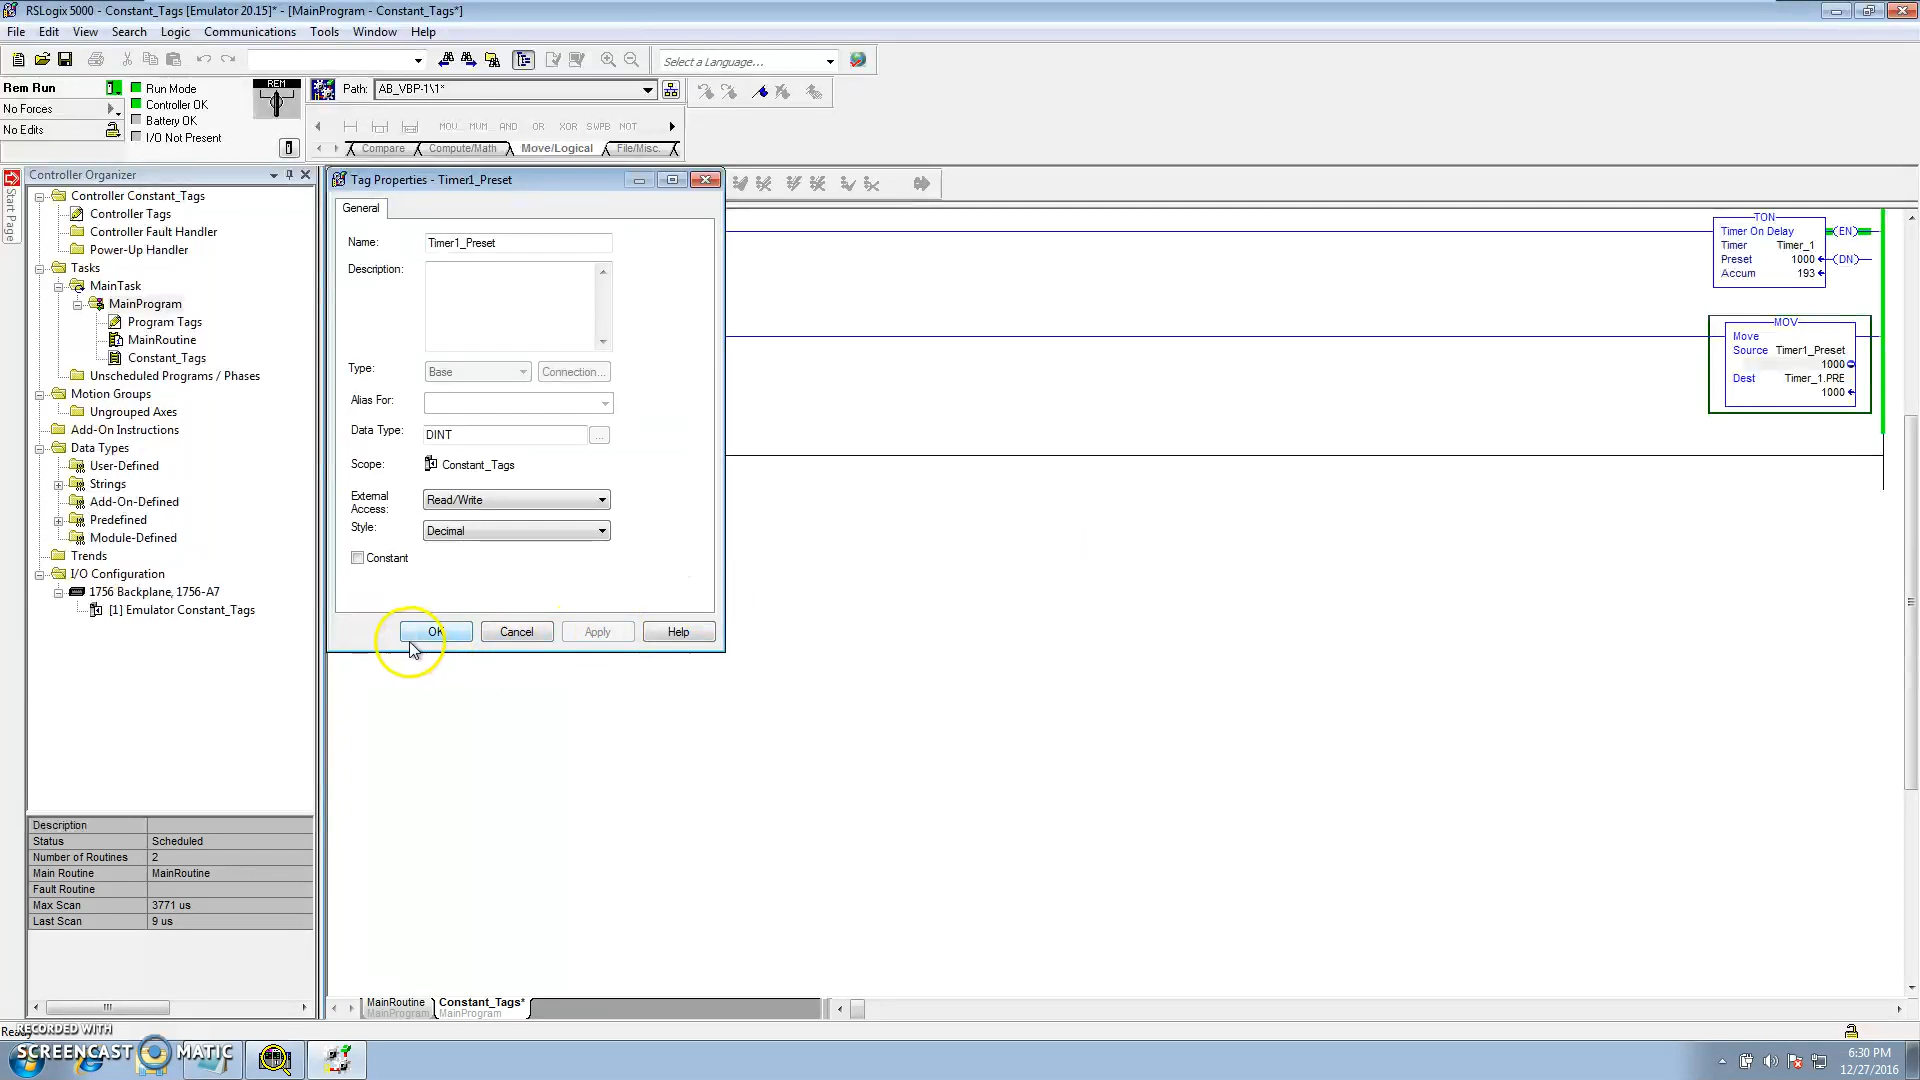 RSLogix 5000 - Constant_Tags [Emulator 20.15]* - [MainProgram - Constant_Tags*]
File Edit View Search Logic Communications Tools Window Help
Select a Language...
Rem Run
No Forces
No Edits
Run Mode
Controller OK
Battery OK
I/O Not Present
REM
Path: AB_VBP-1\1*
MOV MVM AND OR XOR SWPB NOT
Compare Compute/Math Move/Logical File/Misc.
Start Page
Controller Organizer
Controller Constant_Tags
Controller Tags
Controller Fault Handler
Power-Up Handler
Tasks
MainTask
MainProgram
Program Tags
MainRoutine
Constant_Tags
Unscheduled Programs / Phases
Motion Groups
Ungrouped Axes
Add-On Instructions
Data Types
User-Defined
Strings
Add-On-Defined
Predefined
Module-Defined
Trends
I/O Configuration
1756 Backplane, 1756-A7
[1] Emulator Constant_Tags
Description
Status Scheduled
Number of Routines 2
Main Routine MainRoutine
Fault Routine
Max Scan 3771 us
Last Scan 9 us
Tag Properties - Timer1_Preset
General
Name: Timer1_Preset
Description:
Type: Base Connection...
Alias For:
Data Type: DINT ...
Scope: Constant_Tags
External Access: Read/Write
Style: Decimal
Constant
OK Cancel Apply Help
TON
Timer On Delay (EN)
Timer Timer_1
Preset 1000 (DN)
Accum 193
MOV
Move
Source Timer1_Preset
1000
Dest Timer_1.PRE
1000
MainRoutine
MainProgram
Constant_Tags*
MainProgram
Ready
RECORDED WITH
SCREENCAST MATIC
6:30 PM
12/27/2016